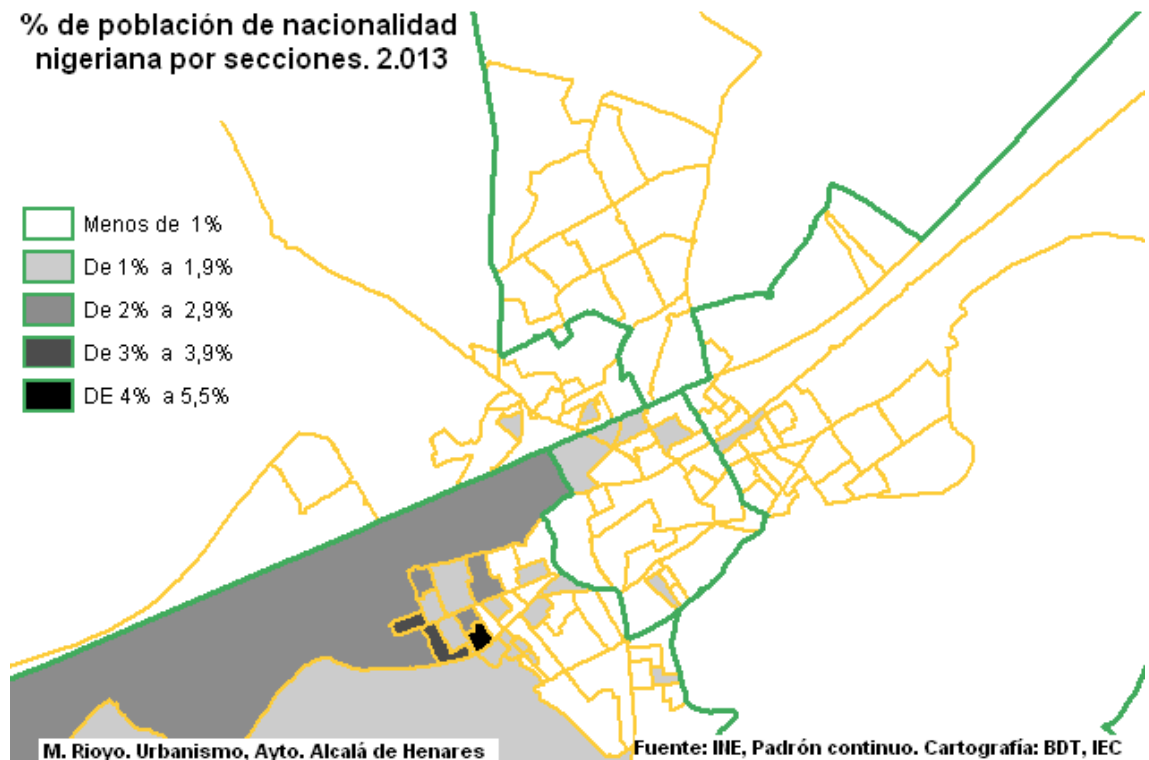 % de población de nacionalidad
nigeriana por secciones. 2.013
Menos de 1%
De 1% a 1,9%
De 2% a 2,9%
De 3% a 3,9%
DE 4% a 5,5%
M. Rioyo. Urbanismo, Ayto. Alcalá de Henares
Fuente: INE, Padrón continuo. Cartografía: BDT, IEC